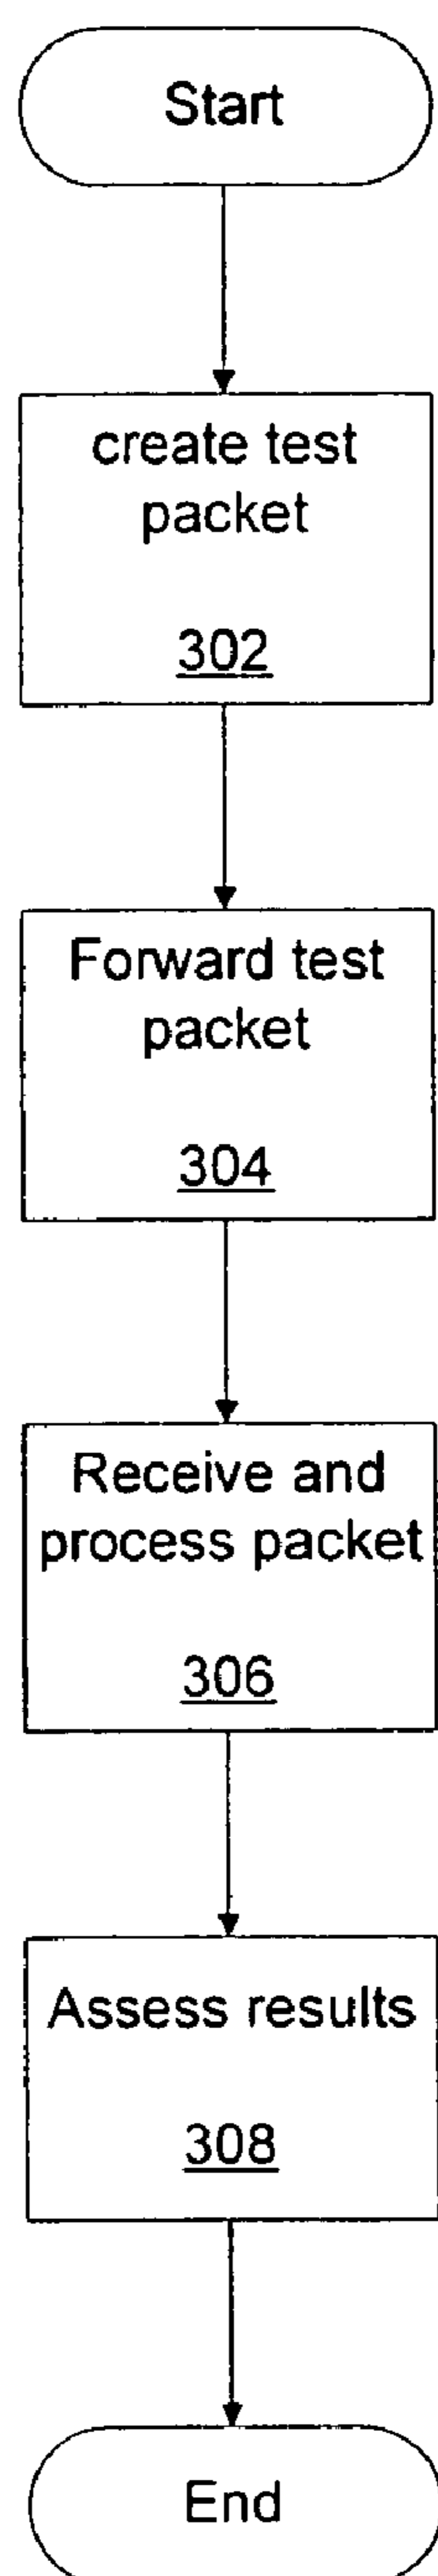 Start
create test
packet
302
Forward test
packet
304
Receive and
process packet
306
Assess results
308
End